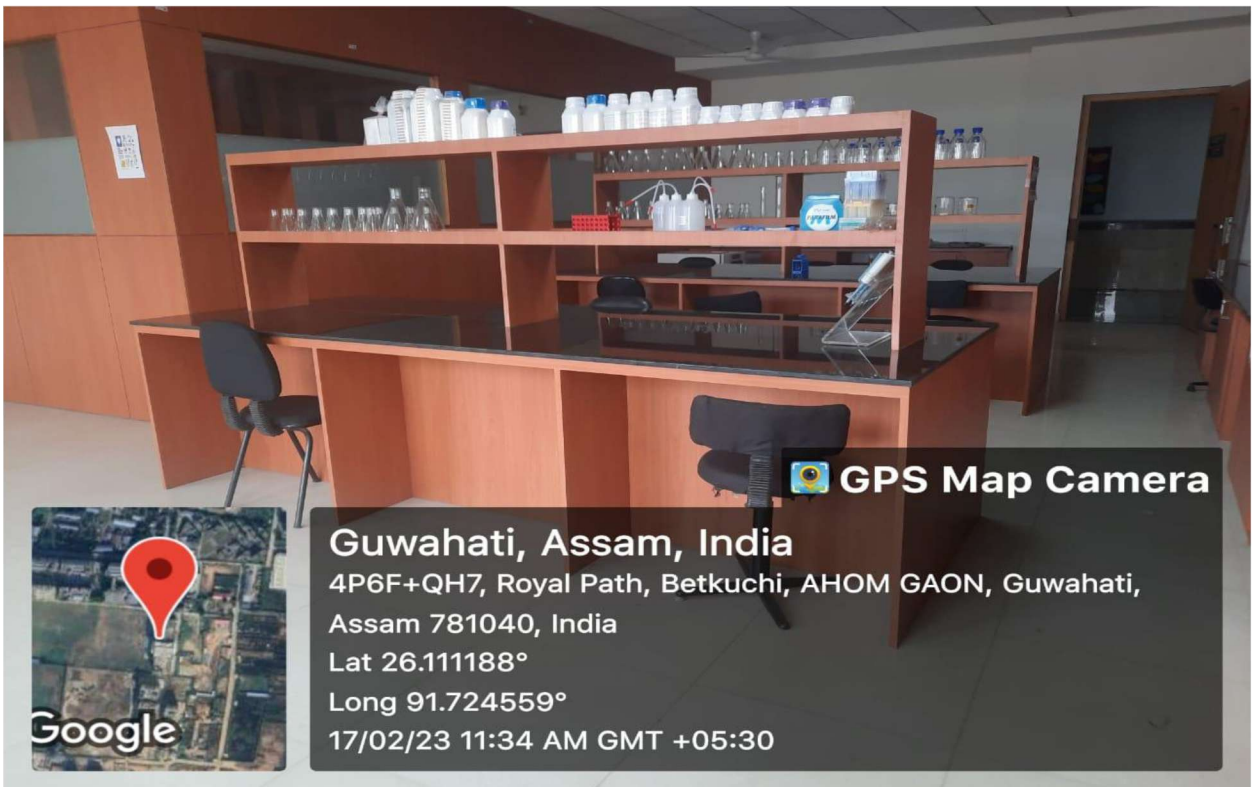 GPS Map Camera
Guwahati, Assam, India
4P6F+QH7, Royal Path, Betkuchi, AHOM GAON, Guwahati,
Assam 781040, India
Lat 26.111188°
Long 91.724559°
17/02/23 11:34 AM GMT +05:30
Google